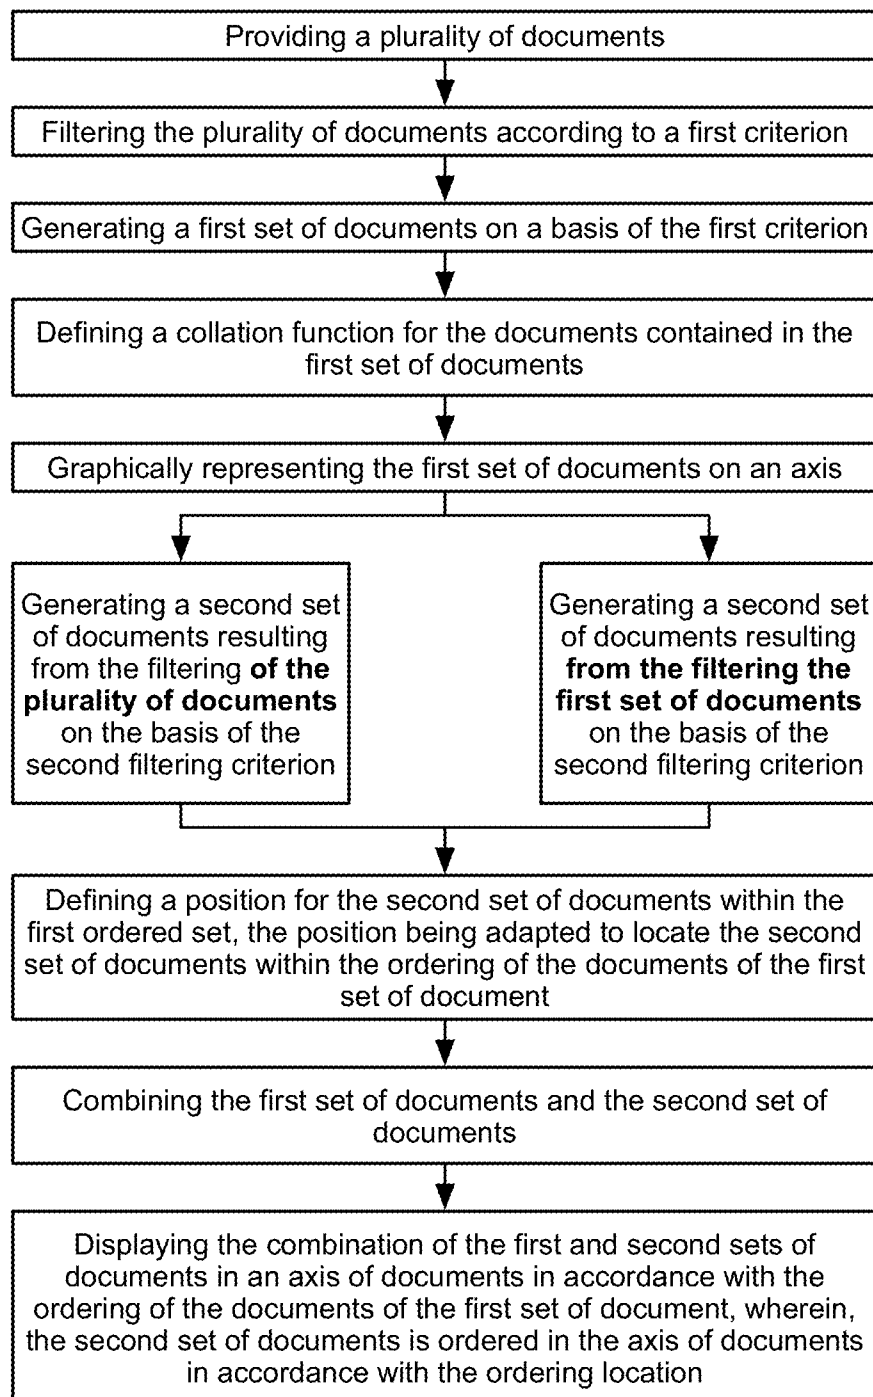 Providing a plurality of documents
Filtering the plurality of documents according to a first criterion
Generating a first set of documents on a basis of the first criterion
Defining a collation function for the documents contained in the
first set of documents
Graphically representing the first set of documents on an axis
Generating a second set
of documents resulting
from the filtering of the
plurality of documents
on the basis of the
second filtering criterion
Generating a second set
of documents resulting
from the filtering the
first set of documents
on the basis of the
second filtering criterion
Defining a position for the second set of documents within the
first ordered set, the position being adapted to locate the second
set of documents within the ordering of the documents of the first
set of document
Combining the first set of documents and the second set of
documents
Displaying the combination of the first and second sets of
documents in an axis of documents in accordance with the
ordering of the documents of the first set of document, wherein,
the second set of documents is ordered in the axis of documents
in accordance with the ordering location